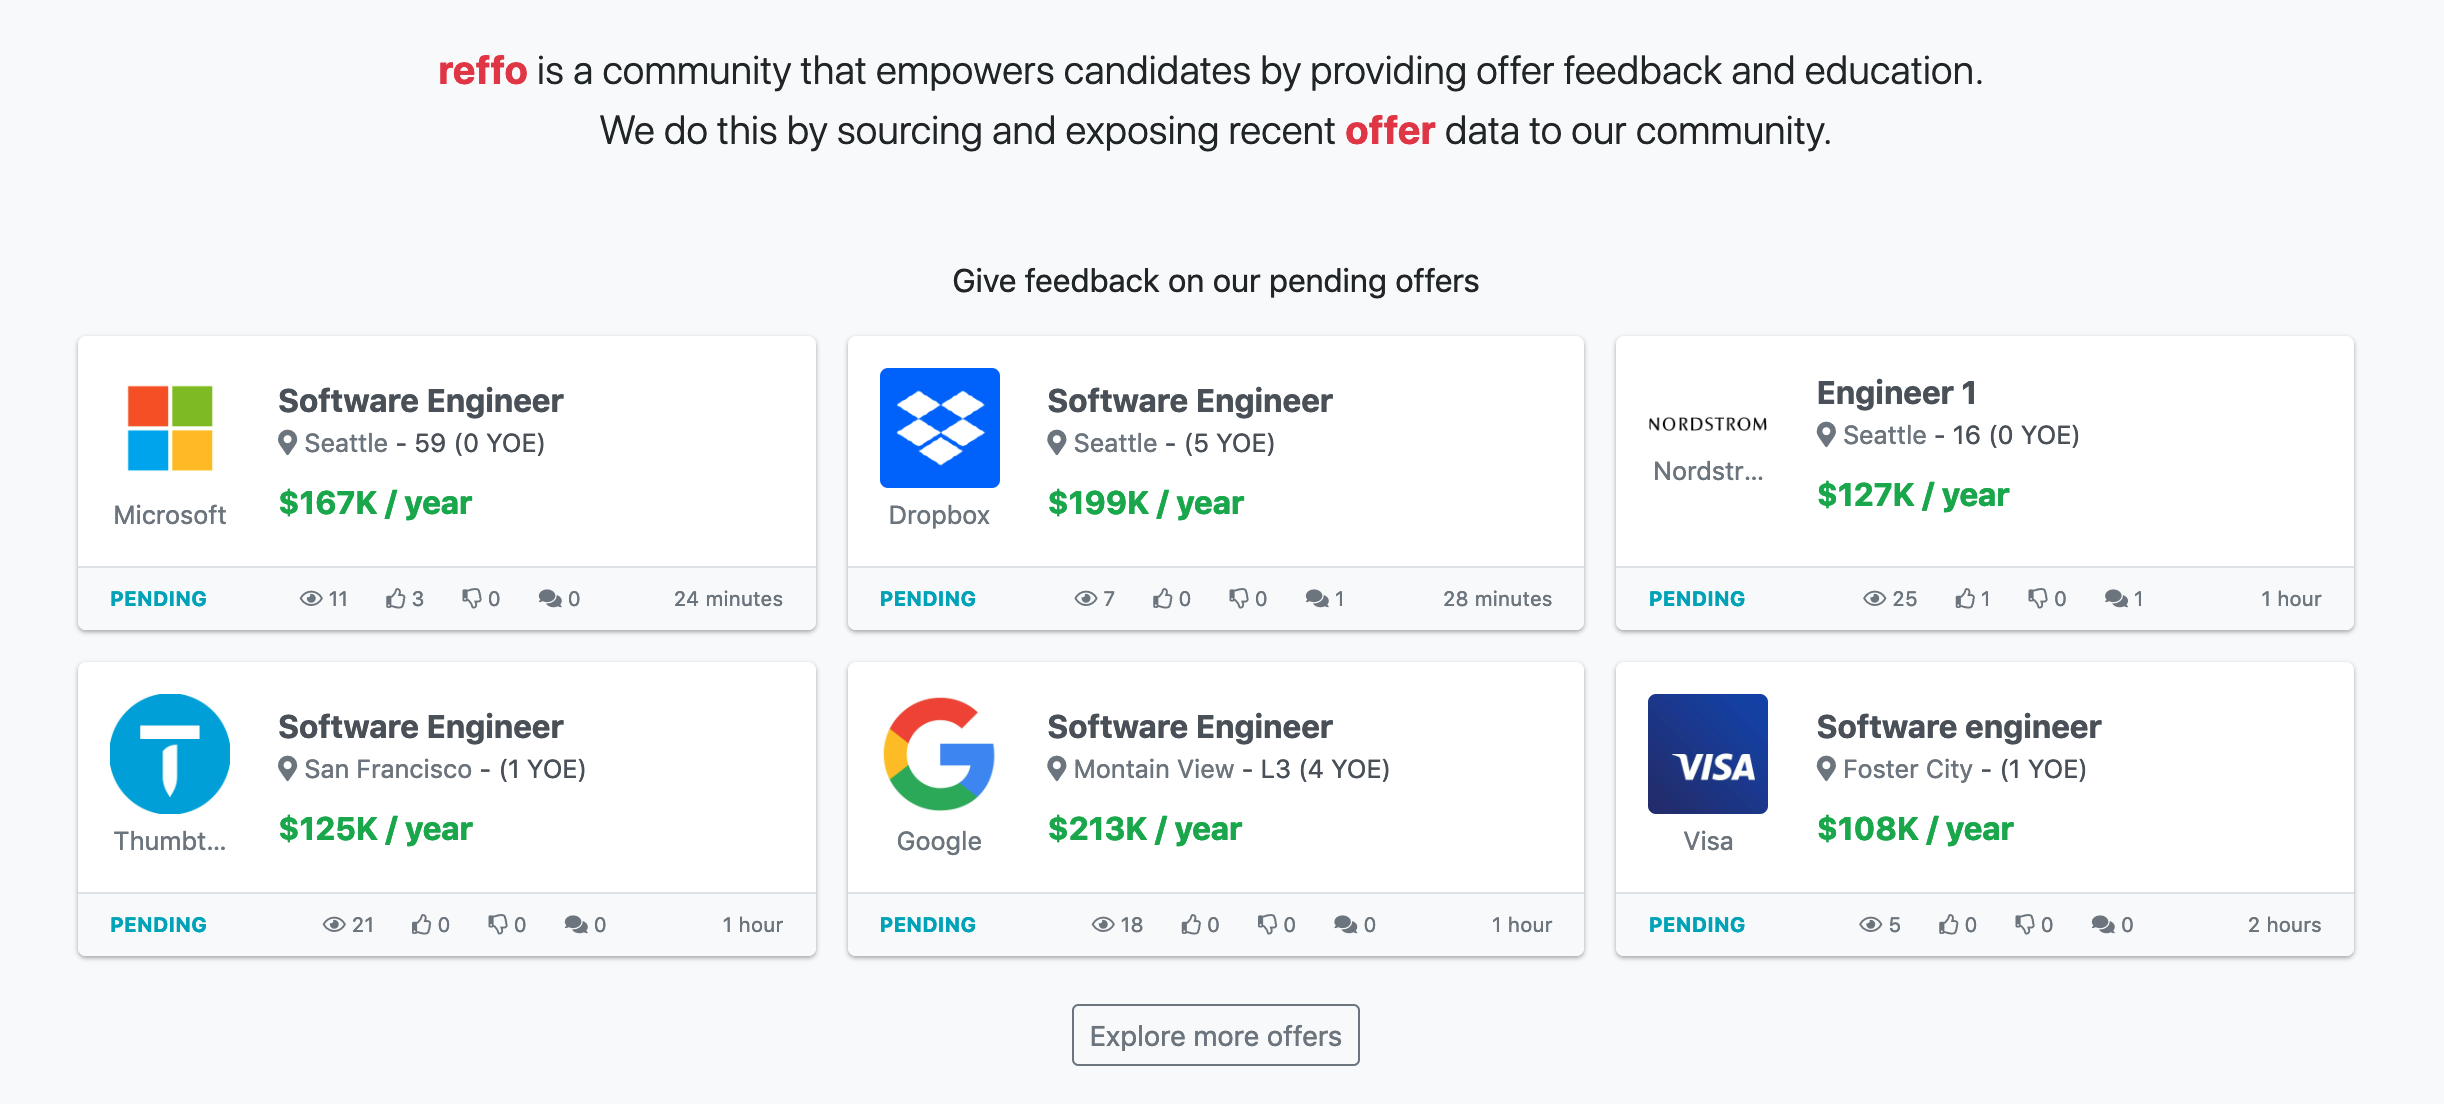 reffo is a community that empowers candidates by providing offer feedback and education.
We do this by sourcing and exposing recent offer data to our community.
Give feedback on our pending offers
Microsoft
Software Engineer
Seattle - 59 (0 YOE)
$167K / year
PENDING 11 3 0 0 24 minutes
Dropbox
Software Engineer
Seattle - (5 YOE)
$199K / year
PENDING 7 0 0 1 28 minutes
NORDSTROM
Nordstr...
Engineer 1
Seattle - 16 (0 YOE)
$127K / year
PENDING 25 1 0 1 1 hour
Thumbt...
Software Engineer
San Francisco - (1 YOE)
$125K / year
PENDING 21 0 0 0 1 hour
Google
Software Engineer
Montain View - L3 (4 YOE)
$213K / year
PENDING 18 0 0 0 1 hour
VISA
Visa
Software engineer
Foster City - (1 YOE)
$108K / year
PENDING 5 0 0 0 2 hours
Explore more offers